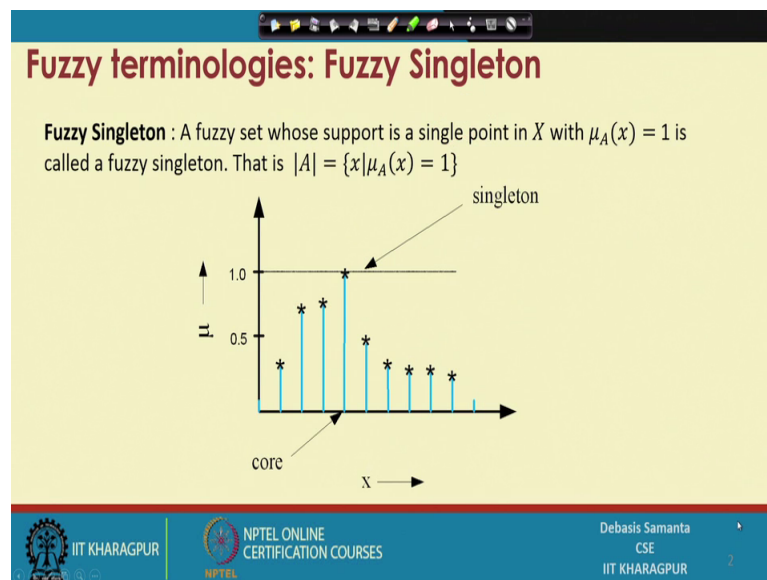 Fuzzy terminologies: Fuzzy Singleton
Fuzzy Singleton : A fuzzy set whose support is a single point in X with μ_A(x) = 1 is
called a fuzzy singleton. That is |A| = {x|μ_A(x) = 1}
singleton
1.0
μ
0.5
core
x
IIT KHARAGPUR
NPTEL
NPTEL ONLINE
CERTIFICATION COURSES
Debasis Samanta
CSE
IIT KHARAGPUR
2